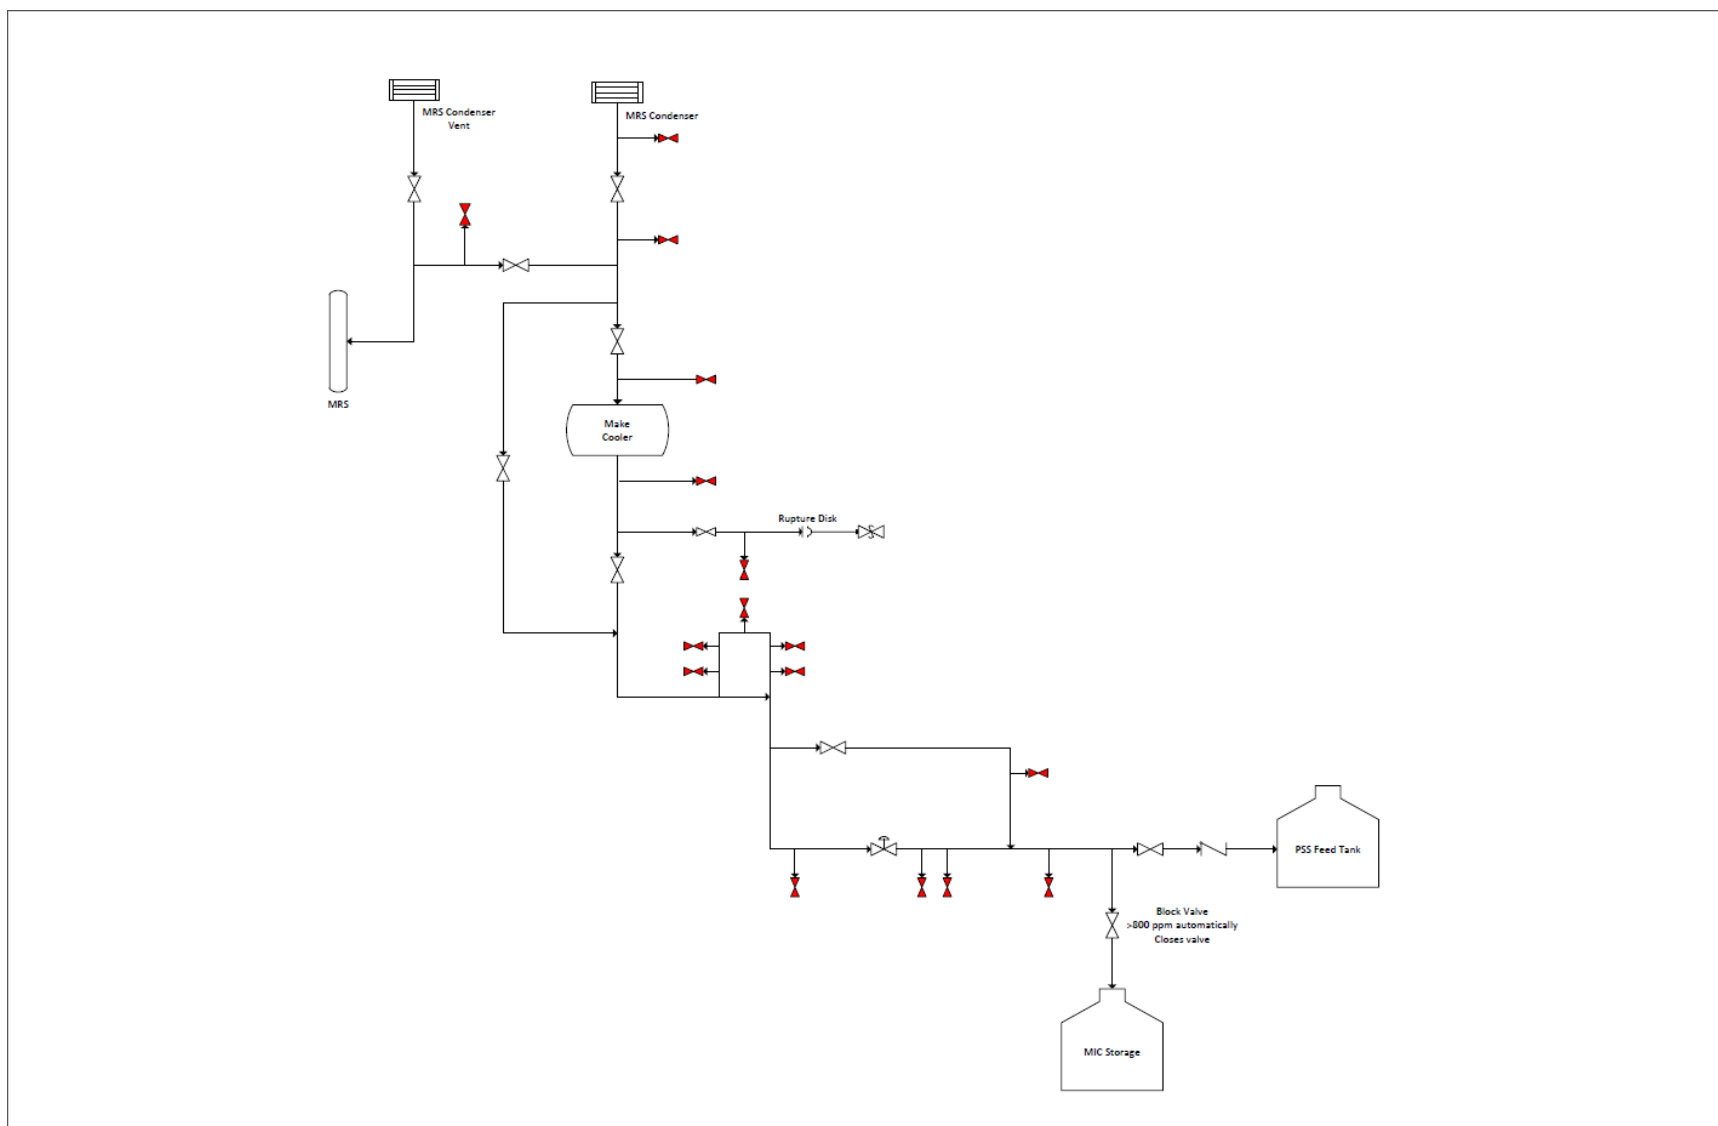 MRS Condenser
Vent
MRS Condenser
MRS
Make
Cooler
Rupture Disk
PSS Feed Tank
Block Valve
>800 ppm automatically
Closes valve
MIC Storage